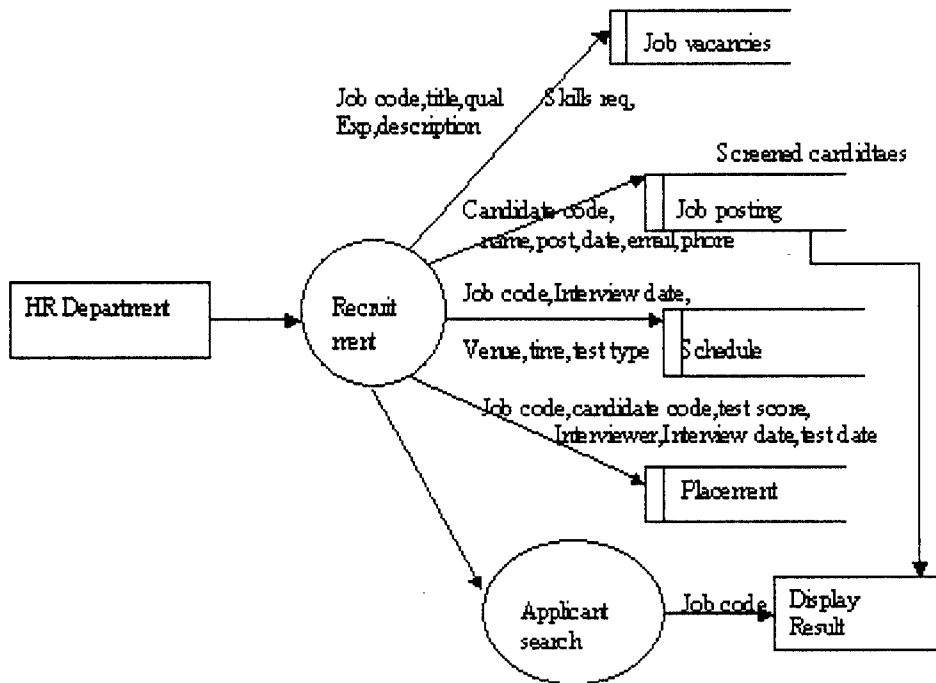 Job vacancies
Job code,title,qual Skills req,
Exp,description
Screened candidtaes
Job posting
Candidate code,
name,post,date,email,phone
HR Department
Recruit
ment
Job code,Interview date,
Venue,time,test type
Schedule
Job code,candidate code,test score,
Interviewer,Interview date,test date
Placement
Applicant
search
Job code
Display
Result